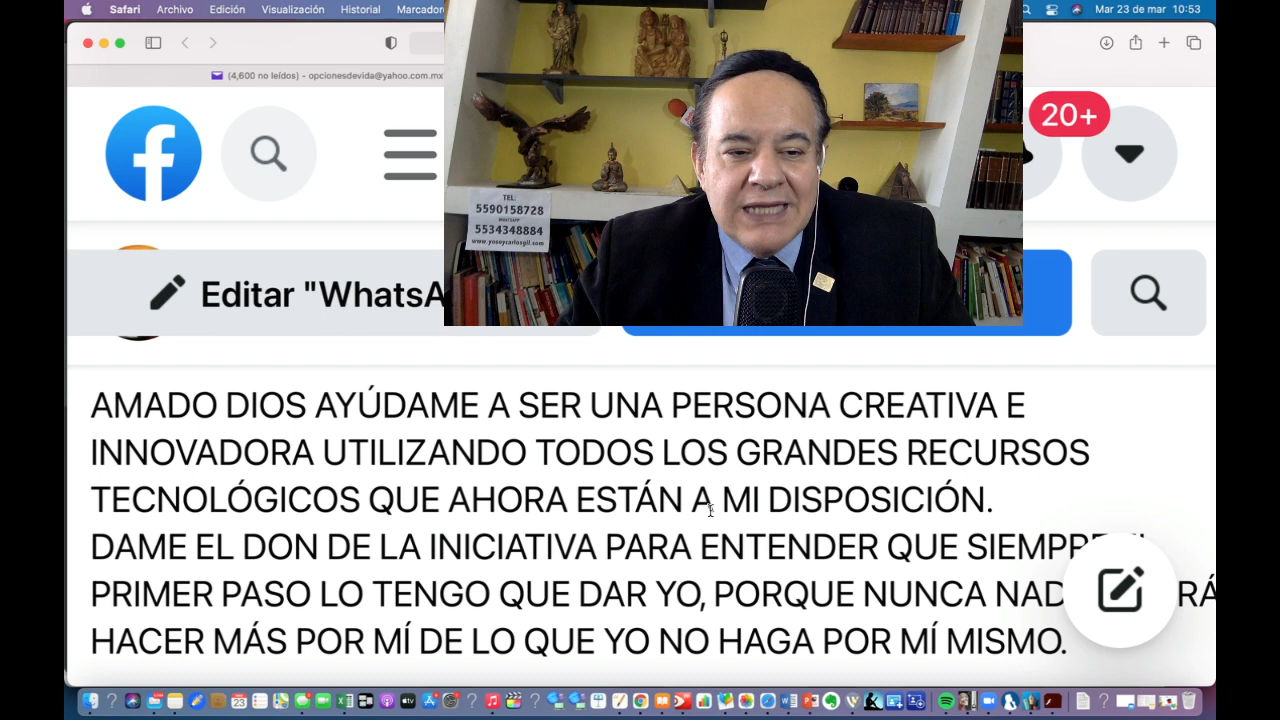 Safari Archivo Edición Visualización Historial Mar 23 de mar 10:53
(4,600 no leídos) - opcionesdevida@yahoo.com.mx
20+
TEL:
5590158728
WHATSAPP
5534348884
www.yosoycarlosgil.com
Editar "WhatsA
AMADO DIOS AYÚDAME A SER UNA PERSONA CREATIVA E
INNOVADORA UTILIZANDO TODOS LOS GRANDES RECURSOS
TECNOLÓGICOS QUE AHORA ESTÁN A MI DISPOSICIÓN.
DAME EL DON DE LA INICIATIVA PARA ENTENDER QUE
PRIMER PASO LO TENGO QUE DAR YO, PORQUE NUNCA
HACER MÁS POR MÍ DE LO QUE YO NO HAGA POR MÍ MISMO.